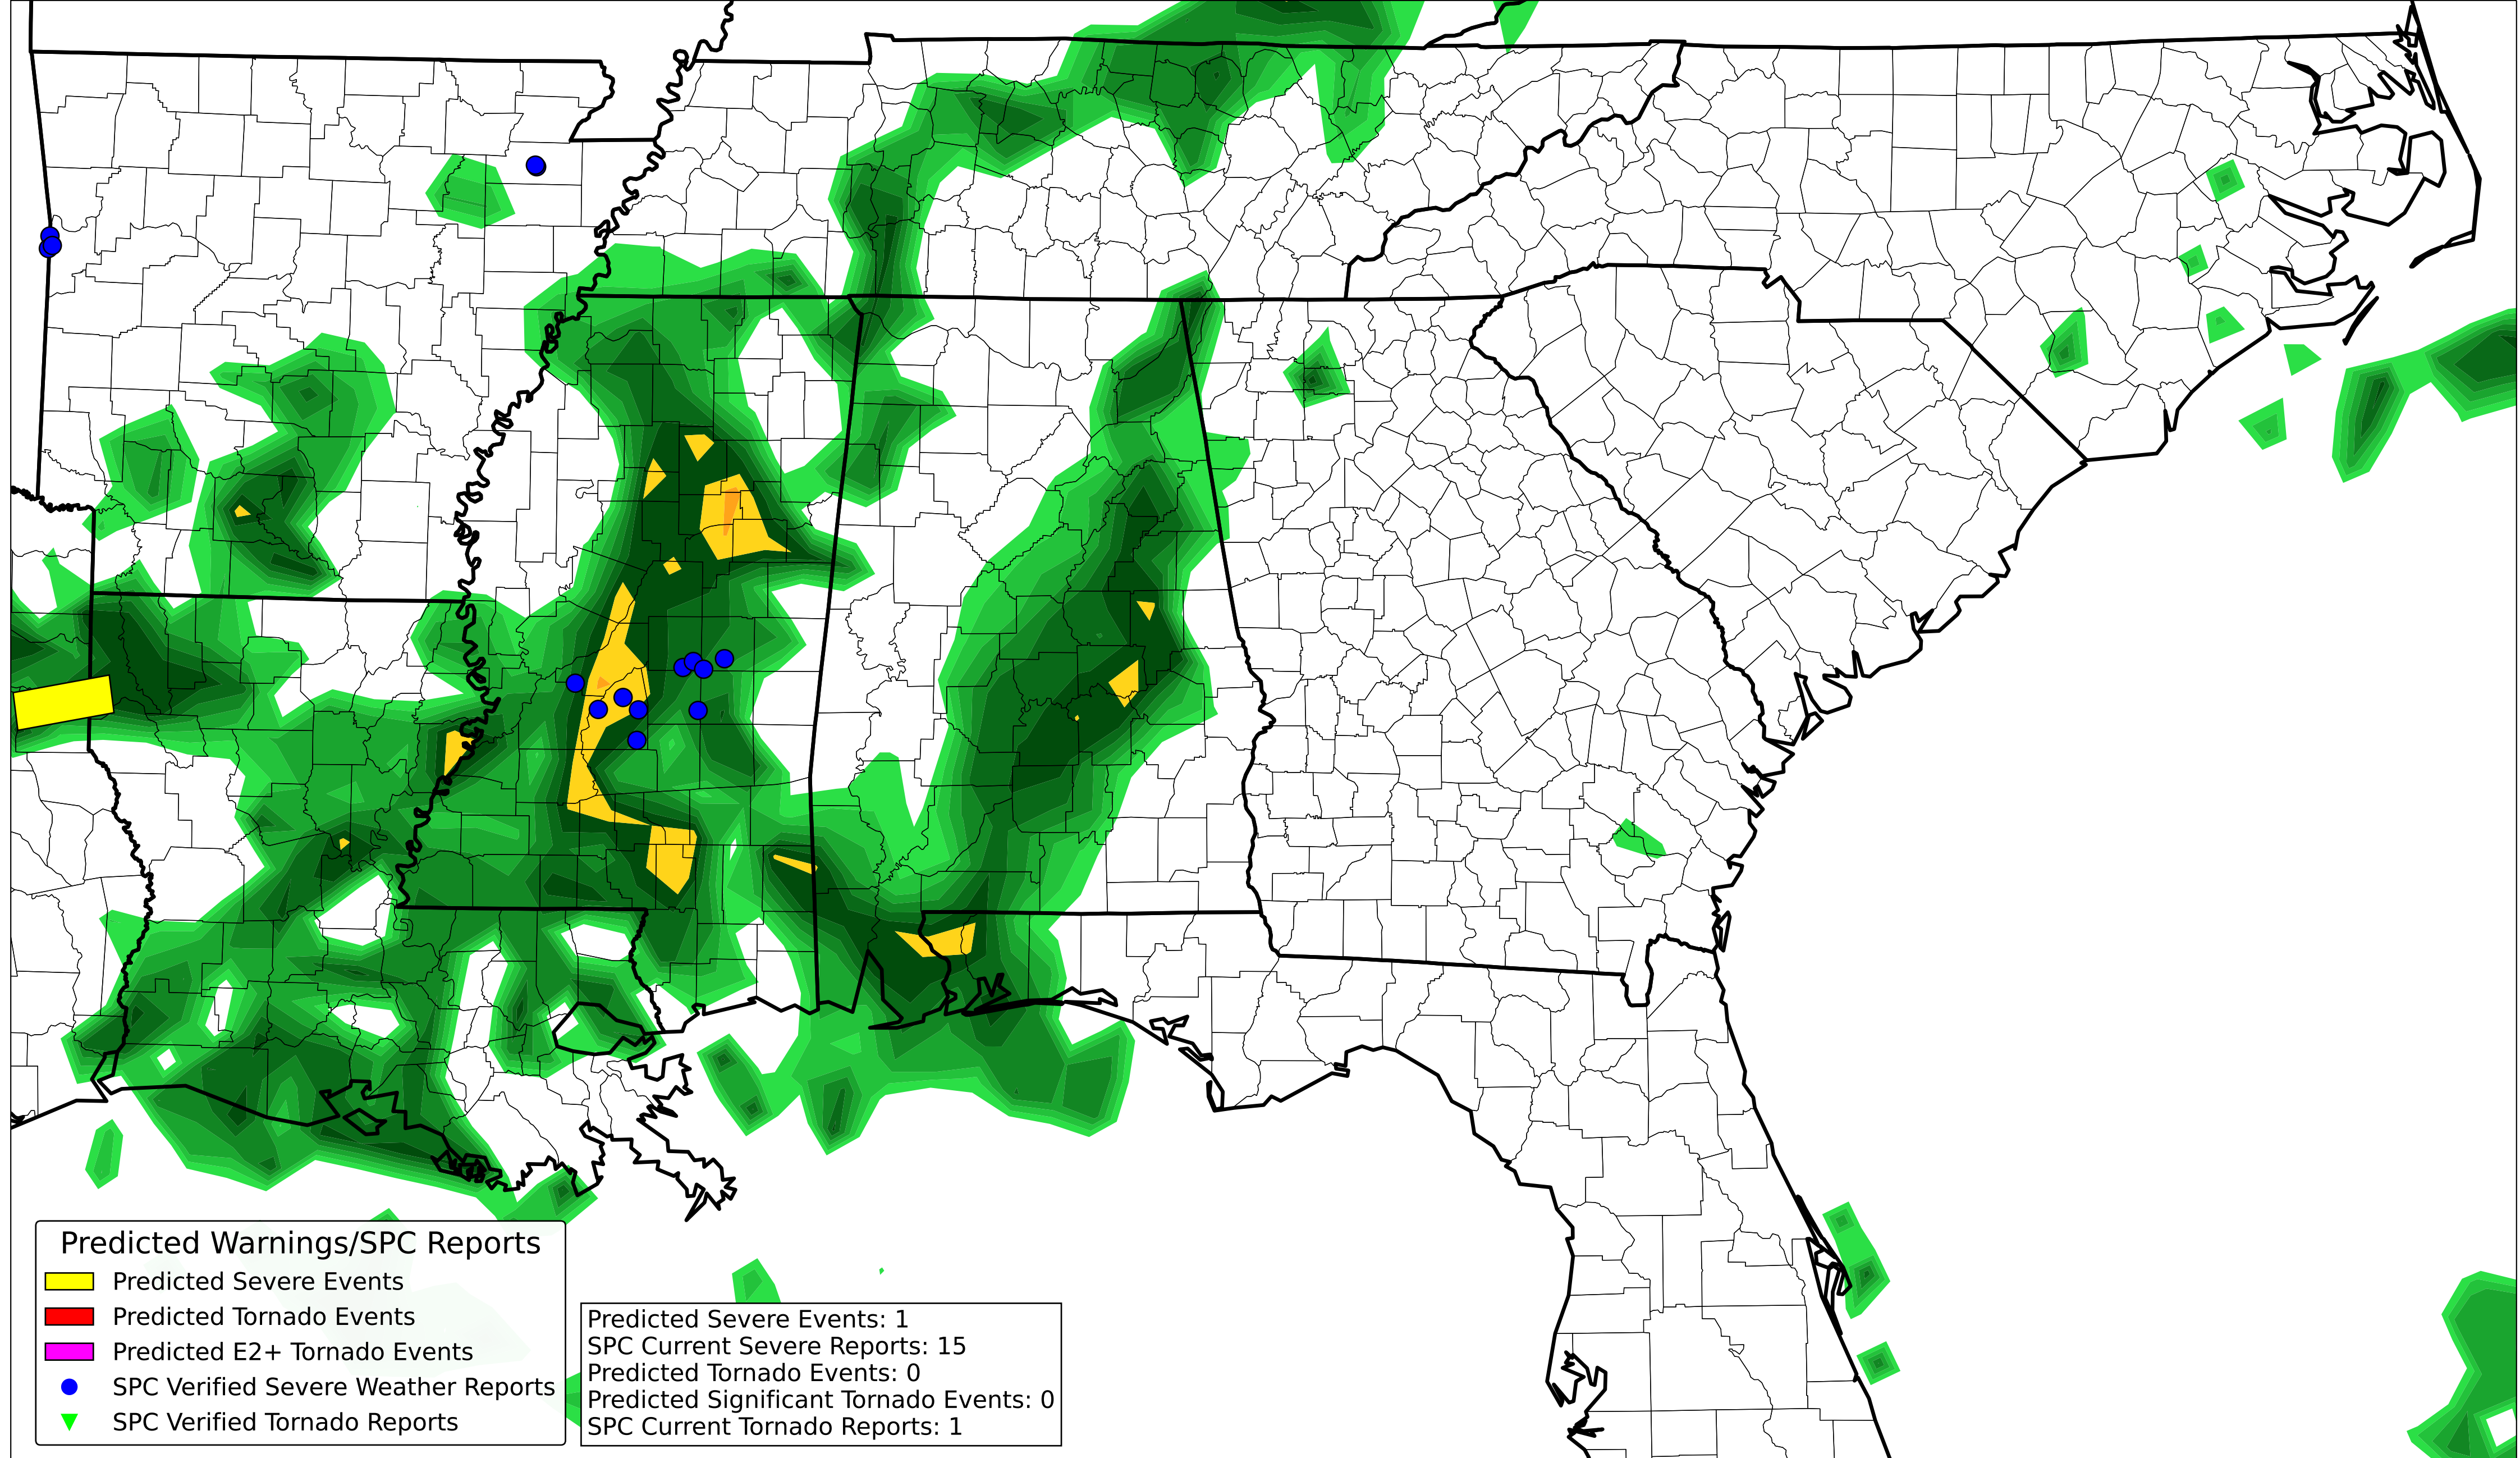 Predicted Warnings/SPC Reports
Predicted Severe Events
Predicted Tornado Events
Predicted E2+ Tornado Events
SPC Verified Severe Weather Reports
SPC Verified Tornado Reports
Predicted Severe Events: 1
SPC Current Severe Reports: 15
Predicted Tornado Events: 0
Predicted Significant Tornado Events: 0
SPC Current Tornado Reports: 1